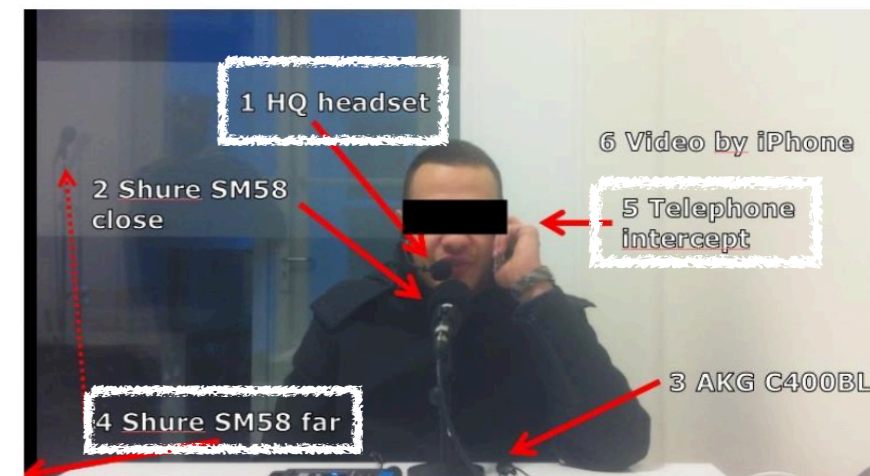 1 HQ headset
6 Video by iPhone
2 Shure SM58
close
5 Telephone
intercept
3 AKG C400BL
4 Shure SM58 far